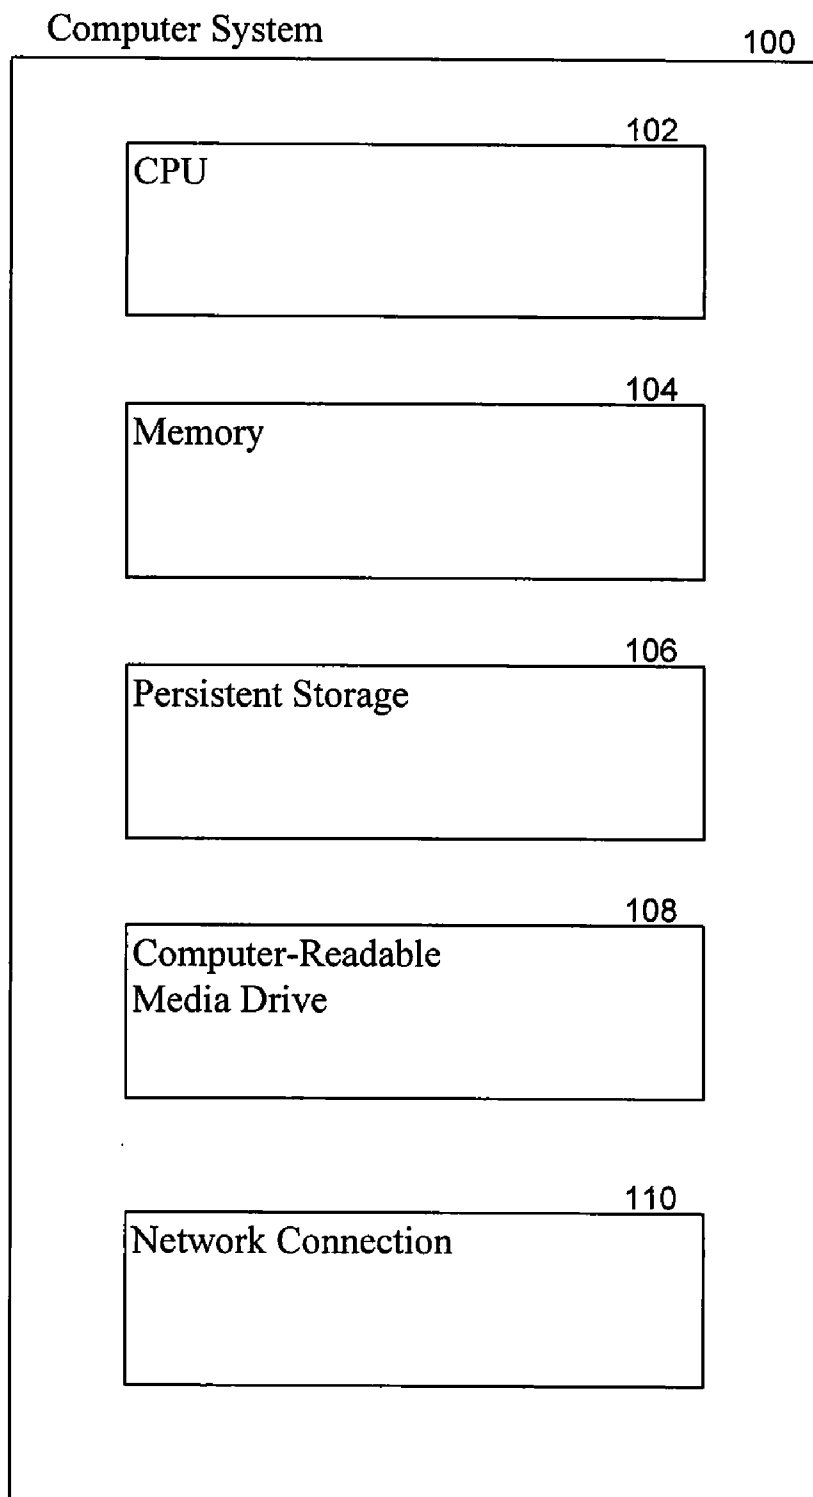 Computer System
100
102
CPU
104
Memory
106
Persistent Storage
108
Computer-Readable
Media Drive
110
Network Connection